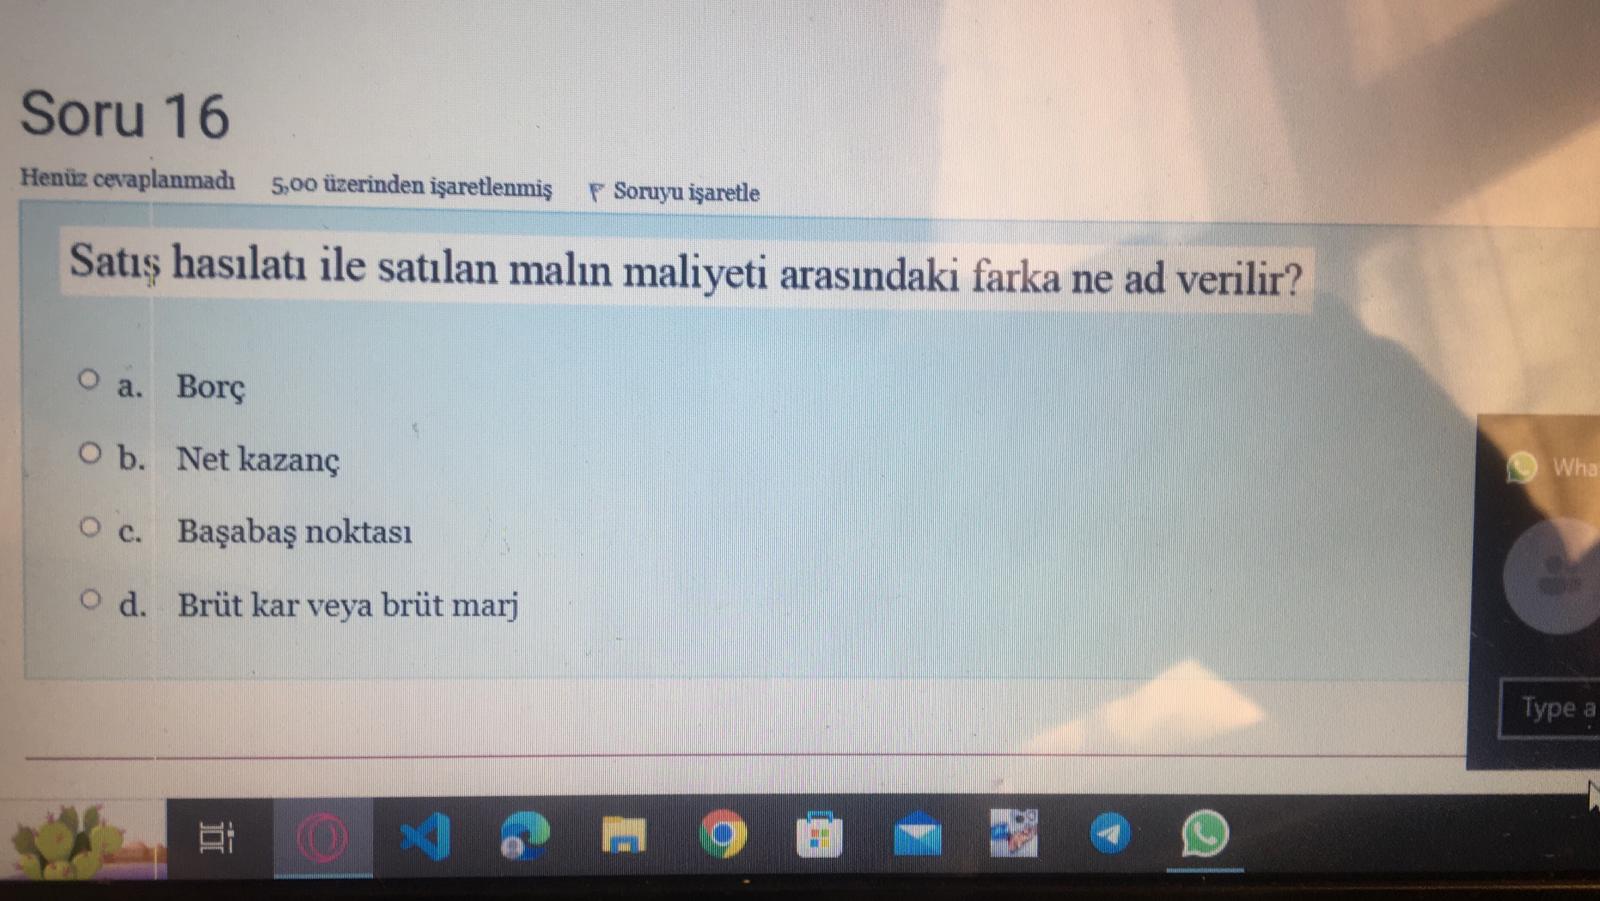 Soru 16
Henüz cevaplanmadı 5,00 üzerinden işaretlenmiş Soruyu işaretle
Satış hasılatı ile satılan malın maliyeti arasındaki farka ne ad verilir?
a. Borç
b. Net kazanç
c. Başabaş noktası
d. Brüt kar veya brüt marj
Wha
Type a